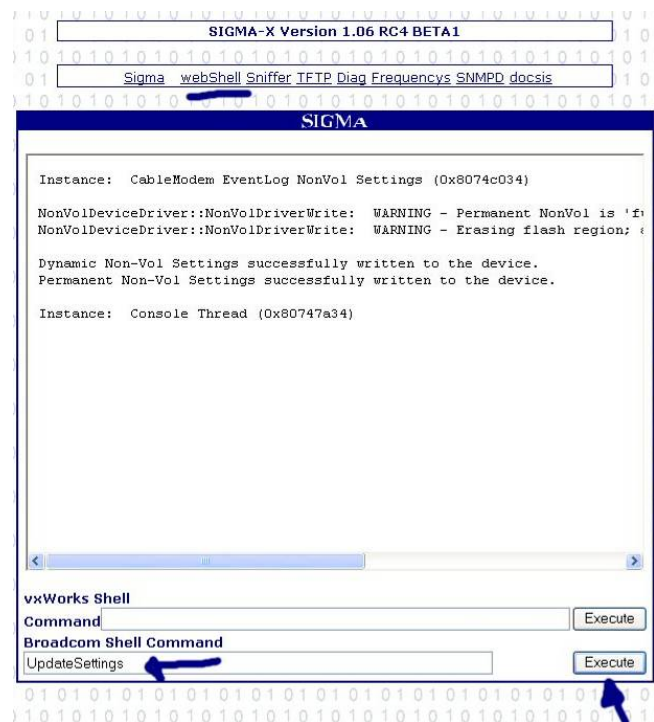 SIGMA-X Version 1.06 RC4 BETA1
Sigma webShell Sniffer TFTP Diag Frequencys SNMPD docsis
SIGMA
Instance: CableModem EventLog NonVol Settings (0x8074c034)
NonVolDeviceDriver::NonVolDriverWrite: WARNING - Permanent NonVol is
NonVolDeviceDriver::NonVolDriverWrite: WARNING - Erasing flash region;
Dynamic Non-Vol Settings successfully written to the device.
Permanent Non-Vol Settings successfully written to the device.
Instance: Console Thread (0x80747a34)
vxWorks Shell
Command
Execute
Broadcom Shell Command
UpdateSettings
Execute